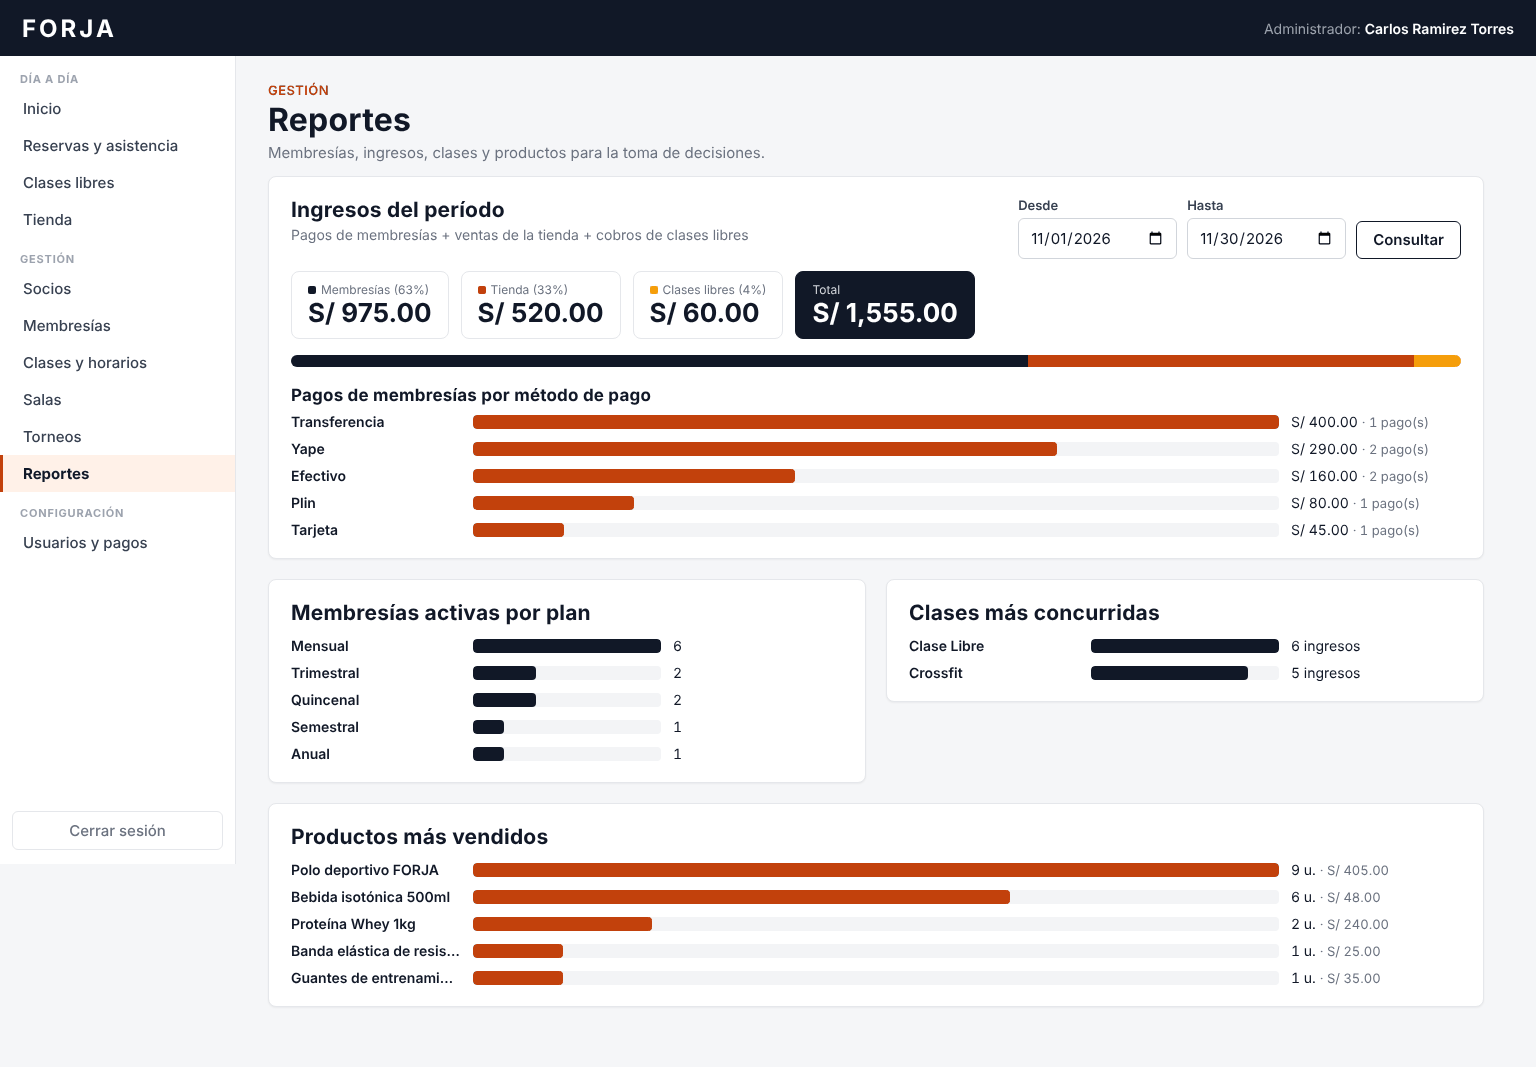 FORJA
Administrador: Carlos Ramirez Torres
DÍA A DÍA
Inicio
Reservas y asistencia
Clases libres
Tienda
GESTIÓN
Socios
Membresías
Clases y horarios
Salas
Torneos
Reportes
CONFIGURACIÓN
Usuarios y pagos
Cerrar sesión
GESTIÓN
Reportes
Membresías, ingresos, clases y productos para la toma de decisiones.
Ingresos del período
Pagos de membresías + ventas de la tienda + cobros de clases libres
Desde
11/01/2026
Hasta
11/30/2026
Consultar
Membresías (63%)
S/ 975.00
Tienda (33%)
S/ 520.00
Clases libres (4%)
S/ 60.00
Total
S/ 1,555.00
Pagos de membresías por método de pago
Transferencia S/ 400.00 · 1 pago(s)
Yape S/ 290.00 · 2 pago(s)
Efectivo S/ 160.00 · 2 pago(s)
Plin S/ 80.00 · 1 pago(s)
Tarjeta S/ 45.00 · 1 pago(s)
Membresías activas por plan
Mensual 6
Trimestral 2
Quincenal 2
Semestral 1
Anual 1
Clases más concurridas
Clase Libre 6 ingresos
Crossfit 5 ingresos
Productos más vendidos
Polo deportivo FORJA 9 u. · S/ 405.00
Bebida isotónica 500ml 6 u. · S/ 48.00
Proteína Whey 1kg 2 u. · S/ 240.00
Banda elástica de resis... 1 u. · S/ 25.00
Guantes de entrenami... 1 u. · S/ 35.00